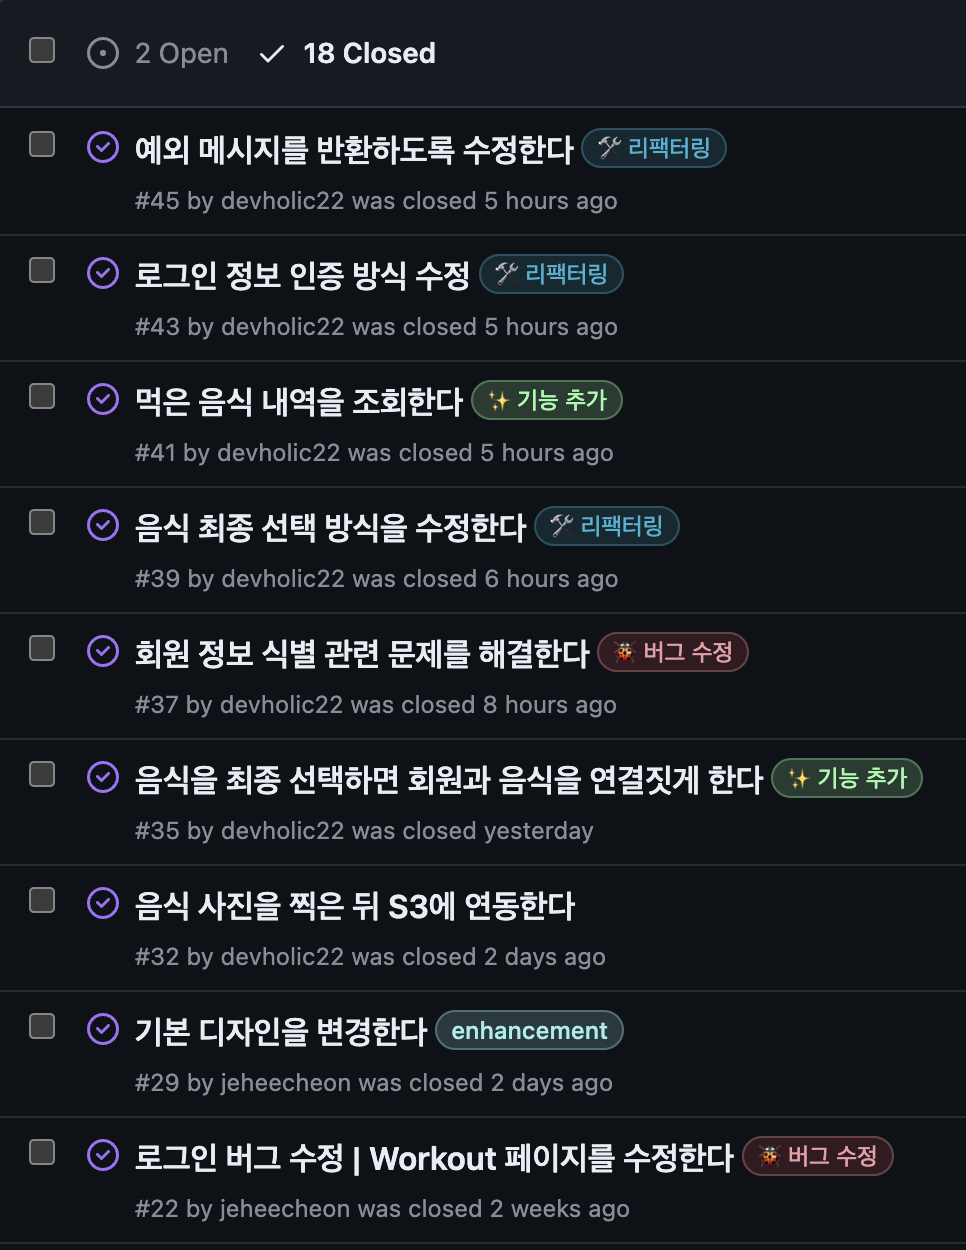 2 Open 18 Closed
예외 메시지를 반환하도록 수정한다 🛠 리팩터링
#45 by devholic22 was closed 5 hours ago
로그인 정보 인증 방식 수정 🛠 리팩터링
#43 by devholic22 was closed 5 hours ago
먹은 음식 내역을 조회한다 ✨ 기능 추가
#41 by devholic22 was closed 5 hours ago
음식 최종 선택 방식을 수정한다 🛠 리팩터링
#39 by devholic22 was closed 6 hours ago
회원 정보 식별 관련 문제를 해결한다 🐞 버그 수정
#37 by devholic22 was closed 8 hours ago
음식을 최종 선택하면 회원과 음식을 연결짓게 한다 ✨ 기능 추가
#35 by devholic22 was closed yesterday
음식 사진을 찍은 뒤 S3에 연동한다
#32 by devholic22 was closed 2 days ago
기본 디자인을 변경한다 enhancement
#29 by jeheecheon was closed 2 days ago
로그인 버그 수정 | Workout 페이지를 수정한다 🐞 버그 수정
#22 by jeheecheon was closed 2 weeks ago